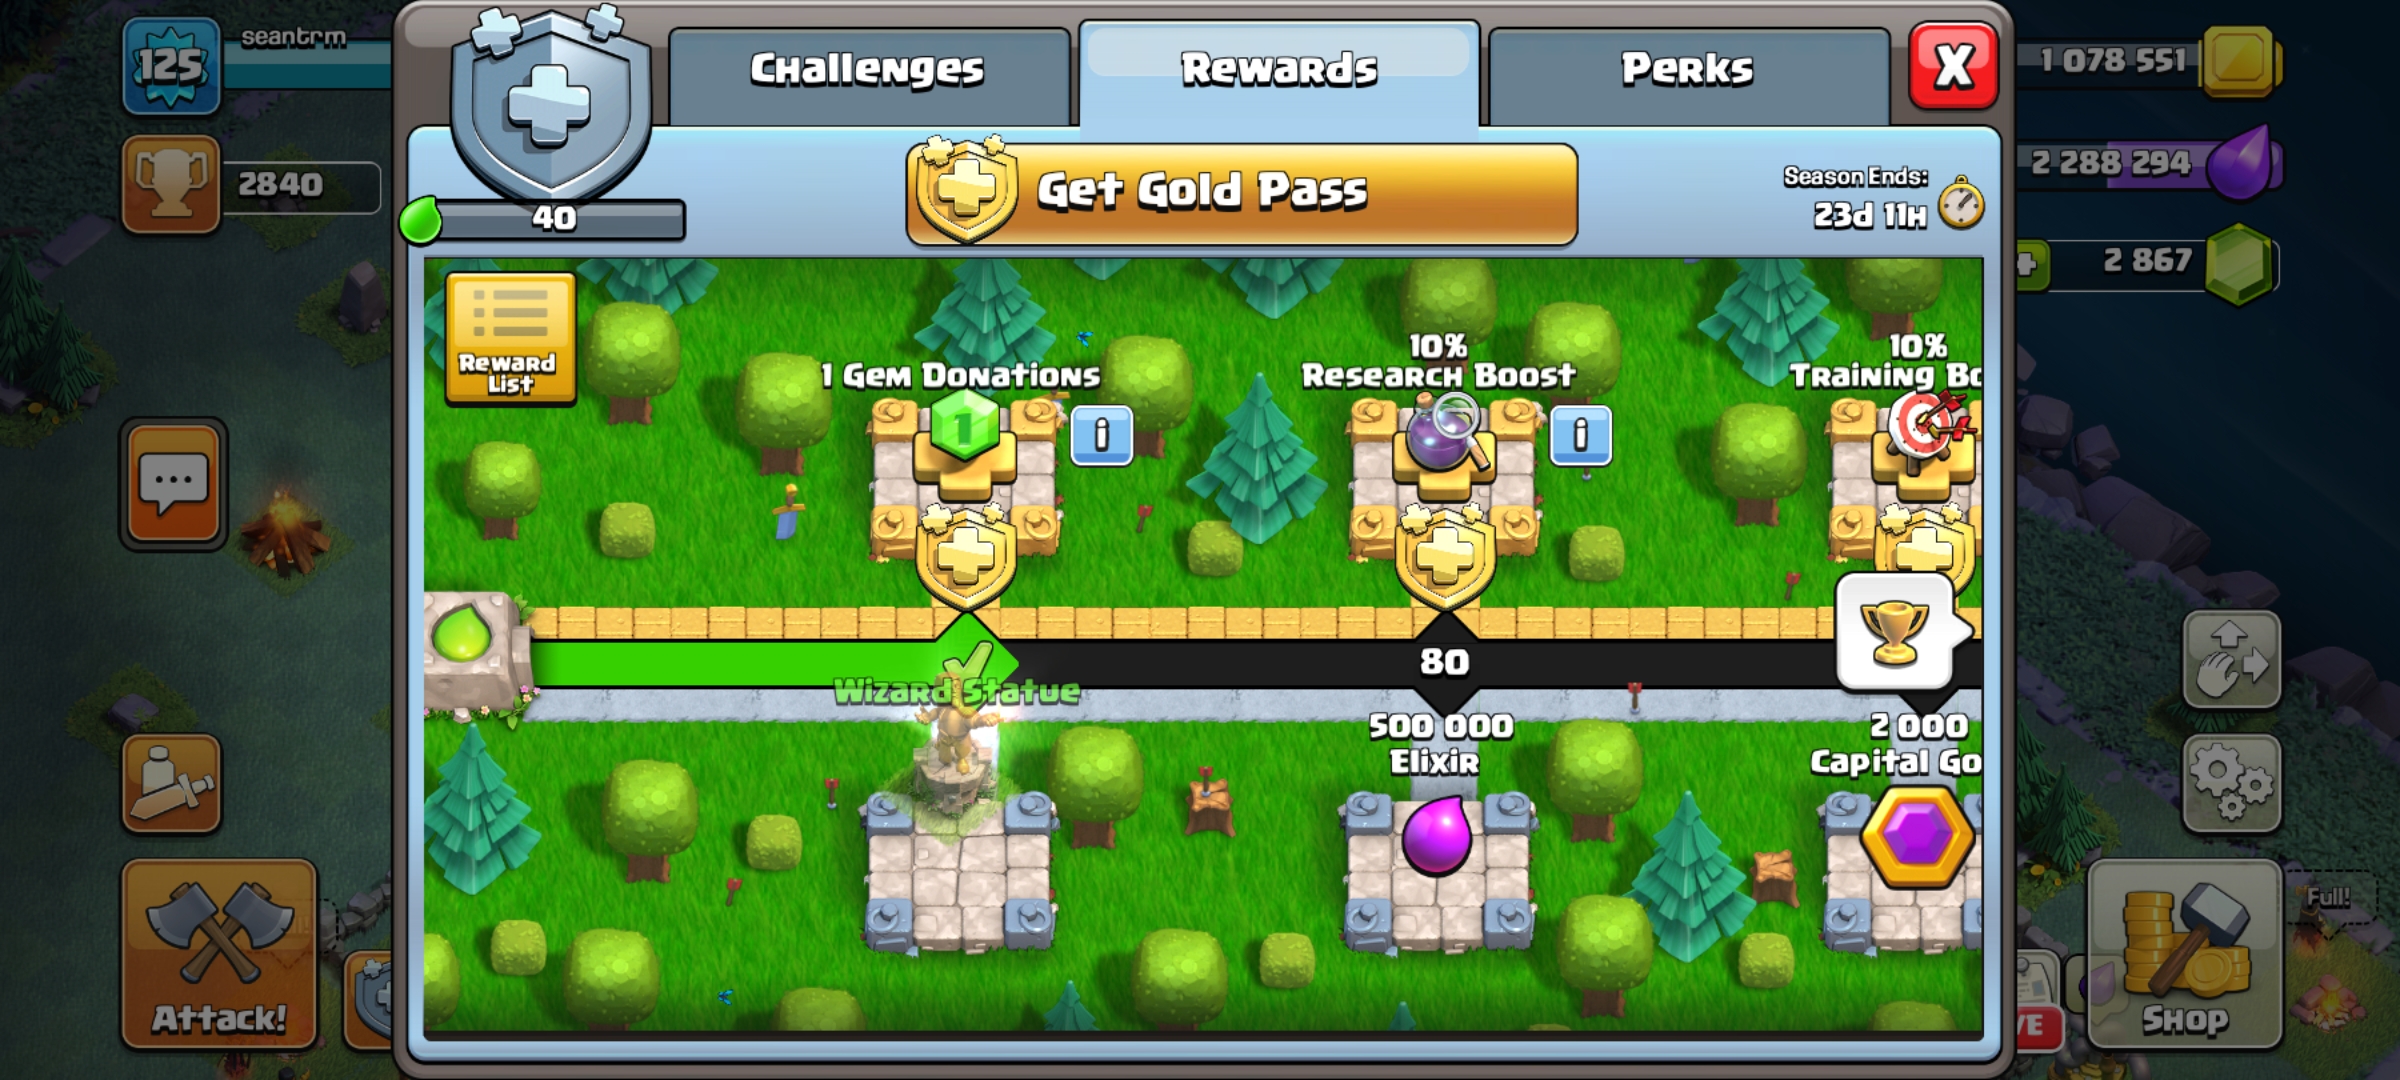 125
seantrm
Challenges
Rewards
Perks
X
1 078 551
2840
Get Gold Pass
Season Ends:
23d 11H
2 288 294
40
2 867
Reward
List
1 Gem Donations
1
i
10%
Research Boost
i
10%
Training Bo
80
Wizard Statue
500 000
Elixir
2 000
Capital Go
Full!
Attack!
Shop